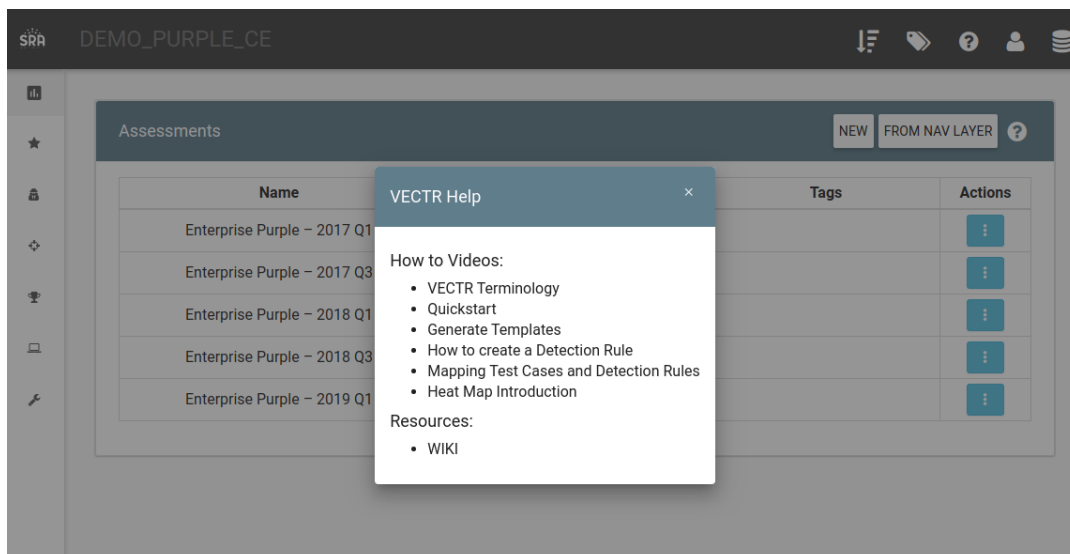 SRA
DEMO_PURPLE_CE
Assessments
NEW
FROM NAV LAYER
Name
Tags
Actions
Enterprise Purple – 2017 Q1
Enterprise Purple – 2017 Q3
Enterprise Purple – 2018 Q1
Enterprise Purple – 2018 Q3
Enterprise Purple – 2019 Q1
VECTR Help
×
How to Videos:
• VECTR Terminology
• Quickstart
• Generate Templates
• How to create a Detection Rule
• Mapping Test Cases and Detection Rules
• Heat Map Introduction
Resources:
• WIKI